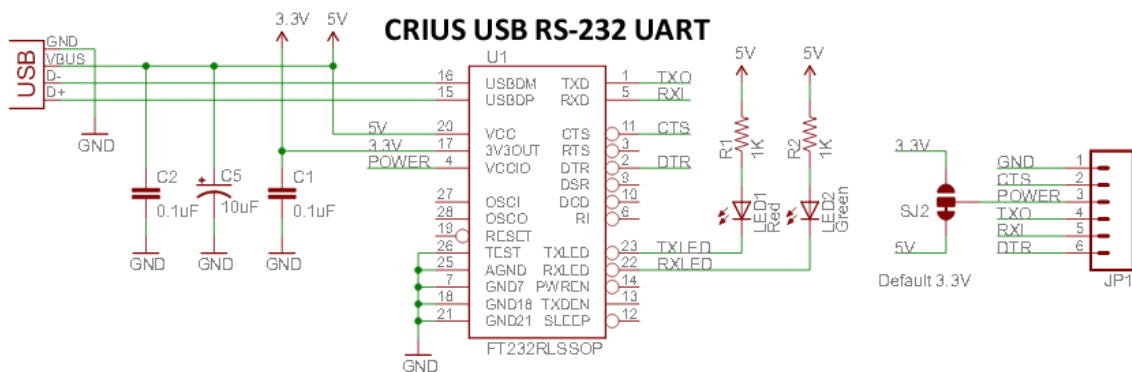 CRIUS USB RS-232 UART
USB
GND
VBUS
D-
D+
3.3V
5V
GND
C2
0.1uF
GND
C5
10uF
GND
C1
0.1uF
GND
5V
3.3V
POWER
U1
16 USBDM TXD 1 TXO
15 USBDP RXD 5 RXI
20 VCC CTS 11 CTS
17 3V3OUT RTS 3
4 VCCIO DTR 2 DTR
DSR 9
27 OSCI DCD 10
28 OSCO RI 6
19 RESET
26 TEST TXLED 23 TXLED
25 AGND RXLED 22 RXLED
7 GND7 PWREN 14
18 GND18 TXDEN 13
21 GND21 SLEEP 12
FT232RLSSOP
GND
5V
R1
1K
LED1
Red
5V
R2
1K
LED2
Green
3.3V
SJ2
5V
Default 3.3V
GND 1
CTS 2
POWER 3
TXO 4
RXI 5
DTR 6
JP1